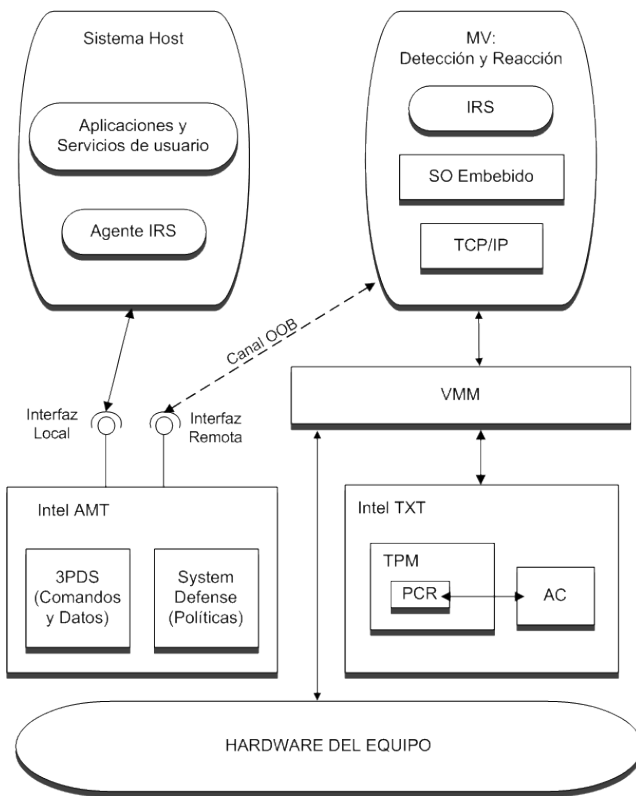 Sistema Host
Aplicaciones y
Servicios de usuario
Agente IRS
MV:
Detección y Reacción
IRS
SO Embebido
TCP/IP
Canal OOB
VMM
Interfaz
Local
Interfaz
Remota
Intel AMT
3PDS
(Comandos
y Datos)
System
Defense
(Políticas)
Intel TXT
TPM
PCR
AC
HARDWARE DEL EQUIPO